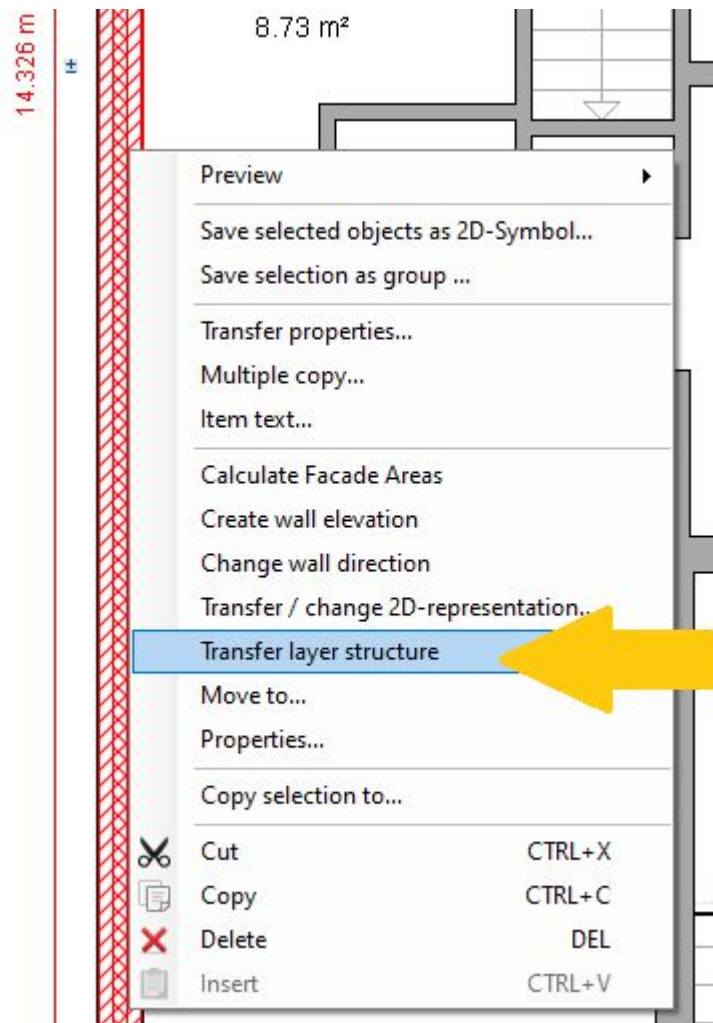 14.326 m
±
8.73 m²
Preview
Save selected objects as 2D-Symbol...
Save selection as group ...
Transfer properties...
Multiple copy...
Item text...
Calculate Facade Areas
Create wall elevation
Change wall direction
Transfer / change 2D-representation...
Transfer layer structure
Move to...
Properties...
Copy selection to...
Cut CTRL+X
Copy CTRL+C
Delete DEL
Insert CTRL+V